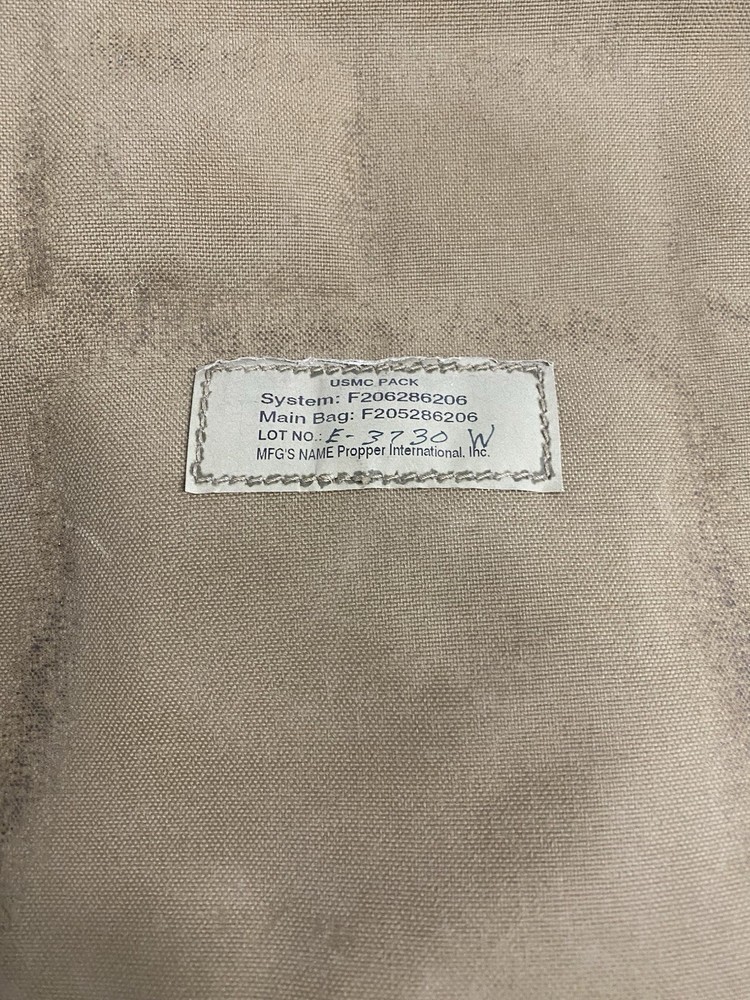 USMC PACK
System: F206286206
Main Bag: F205286206
LOT NO.: E-3730 W
MFG'S NAME Propper International, Inc.